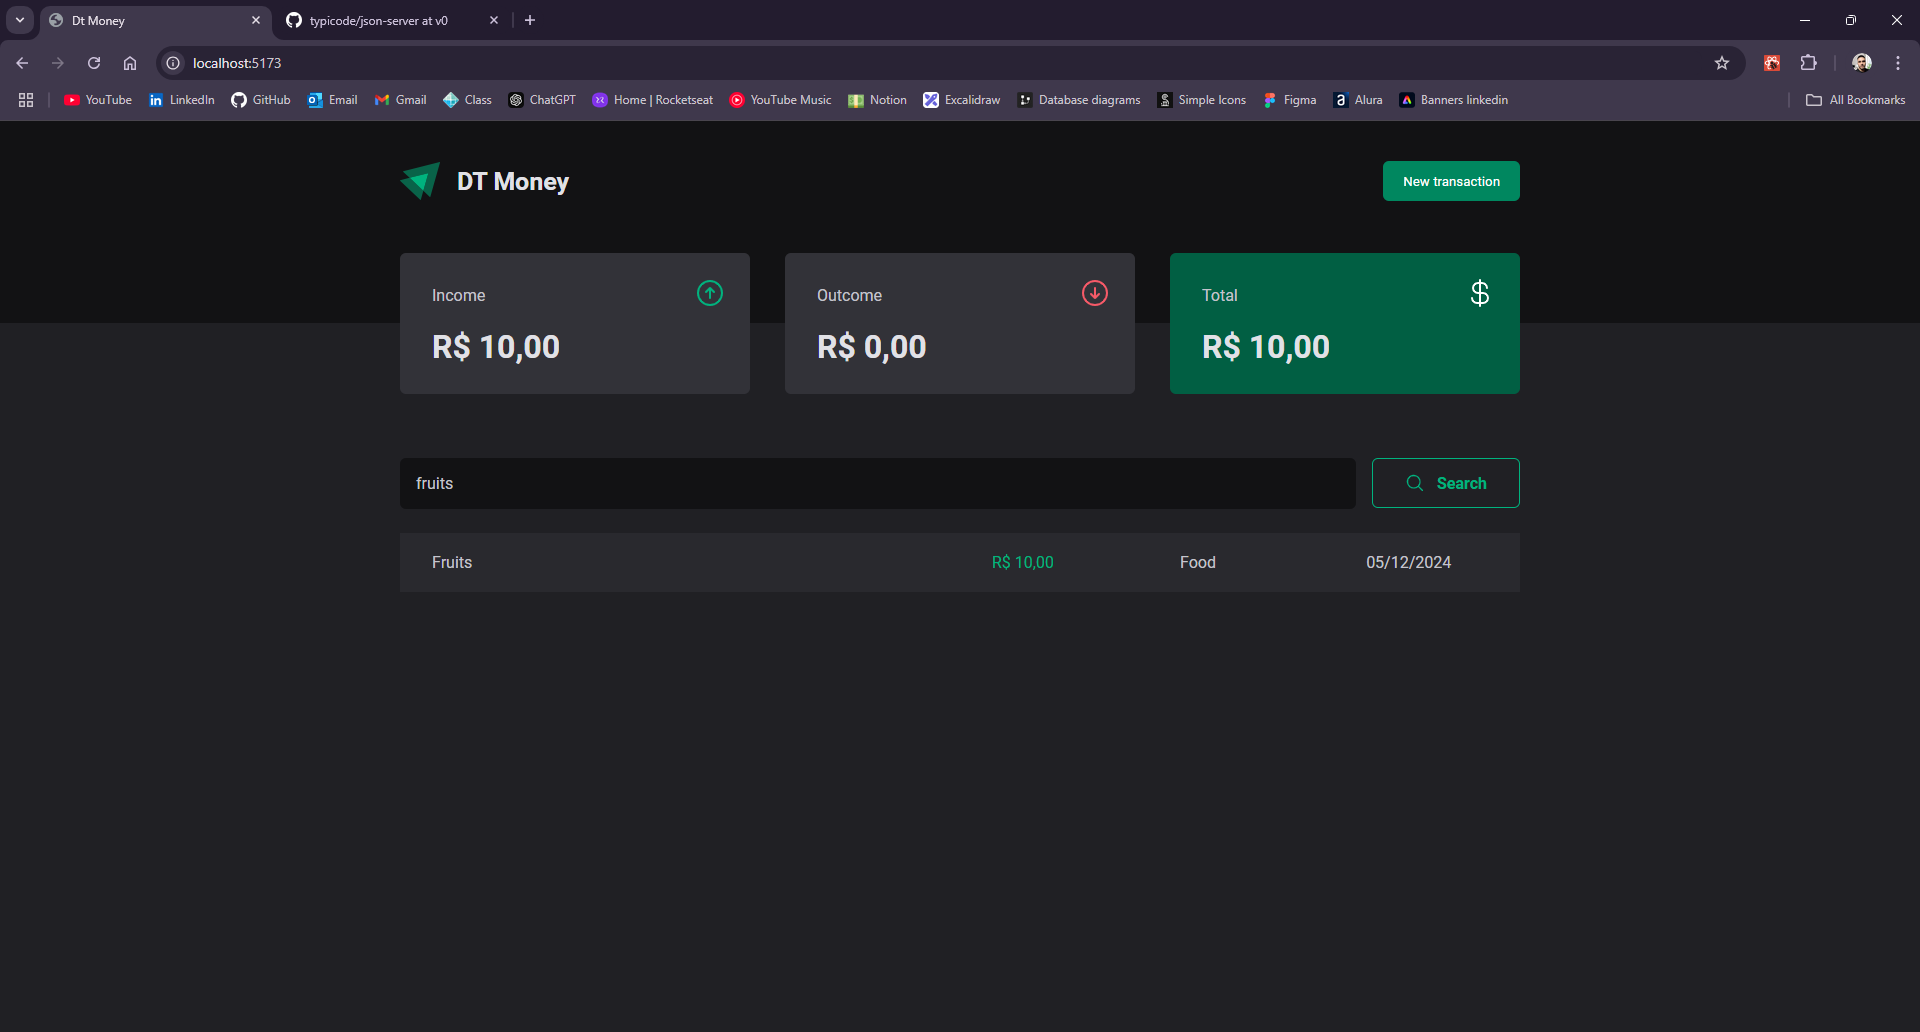 Dt Money
typicode/json-server at v0
localhost:5173
YouTube LinkedIn GitHub Email Gmail Class ChatGPT Home | Rocketseat YouTube Music Notion Excalidraw Database diagrams Simple Icons Figma Alura Banners linkedin All Bookmarks
DT Money
New transaction
Income
R$ 10,00
Outcome
R$ 0,00
Total
R$ 10,00
fruits
Search
Fruits R$ 10,00 Food 05/12/2024